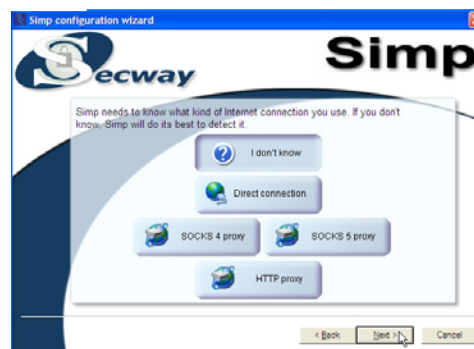 Simp configuration wizard
Secway
Simp
Simp needs to know what kind of Internet connection you use. If you don't
know, Simp will do its best to detect it.
I don't know
Direct connection
SOCKS 4 proxy
SOCKS 5 proxy
HTTP proxy
< Back
Next >
Cancel